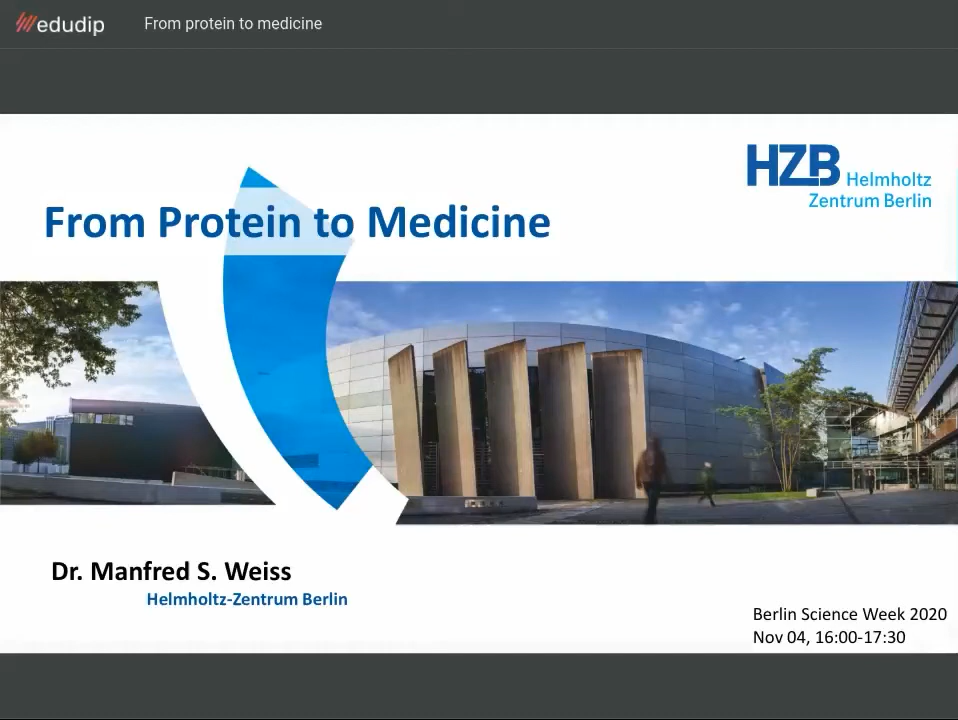 edudip From protein to medicine
HZB Helmholtz
Zentrum Berlin
From Protein to Medicine
Dr. Manfred S. Weiss
Helmholtz-Zentrum Berlin
Berlin Science Week 2020
Nov 04, 16:00-17:30